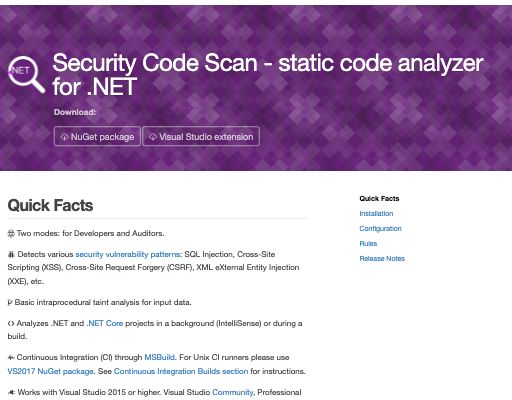 .NET
Security Code Scan - static code analyzer
for .NET
Download:
NuGet package
Visual Studio extension
Quick Facts
Two modes: for Developers and Auditors.
Detects various security vulnerability patterns: SQL Injection, Cross-Site
Scripting (XSS), Cross-Site Request Forgery (CSRF), XML eXternal Entity Injection
(XXE), etc.
Basic intraprocedural taint analysis for input data.
Analyzes .NET and .NET Core projects in a background (IntelliSense) or during a
build.
Continuous Integration (CI) through MSBuild. For Unix CI runners please use
VS2017 NuGet package. See Continuous Integration Builds section for instructions.
Works with Visual Studio 2015 or higher. Visual Studio Community, Professional
Quick Facts
Installation
Configuration
Rules
Release Notes